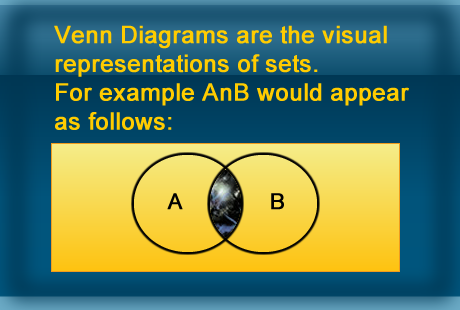 Venn Diagrams are the visual
representations of sets.
For example AnB would appear
as follows:
A B